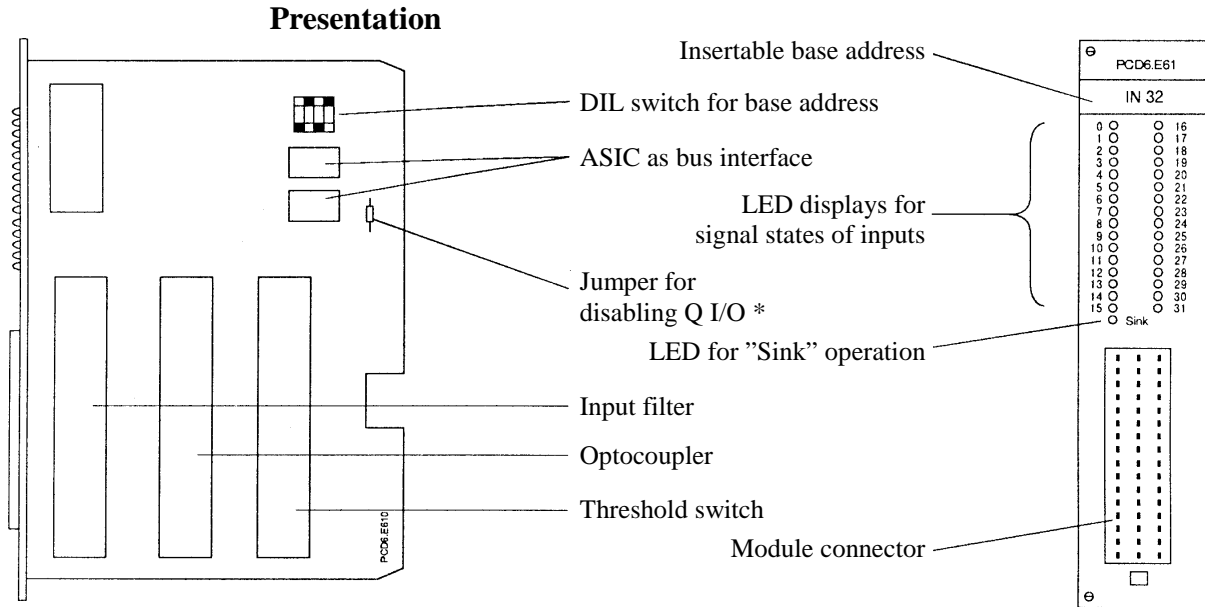 Presentation
Insertable base address
DIL switch for base address
ASIC as bus interface
LED displays for
signal states of inputs
Jumper for
disabling Q I/O *
LED for ”Sink” operation
Input filter
Optocoupler
Threshold switch
Module connector
PCD6.E610
PCD6.E61
IN 32
0 16
1 17
2 18
3 19
4 20
5 21
6 22
7 23
8 24
9 25
10 26
11 27
12 28
13 29
14 30
15 31
Sink